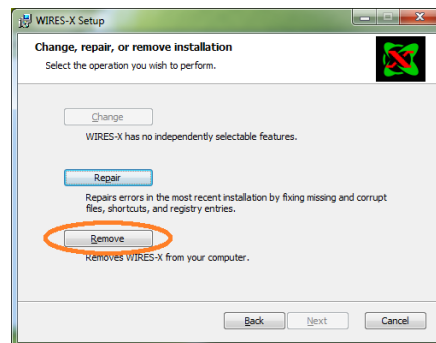 WIRES-X Setup
Change, repair, or remove installation
Select the operation you wish to perform.
Change
WIRES-X has no independently selectable features.
Repair
Repairs errors in the most recent installation by fixing missing and corrupt
files, shortcuts, and registry entries.
Remove
Removes WIRES-X from your computer.
Back Next Cancel